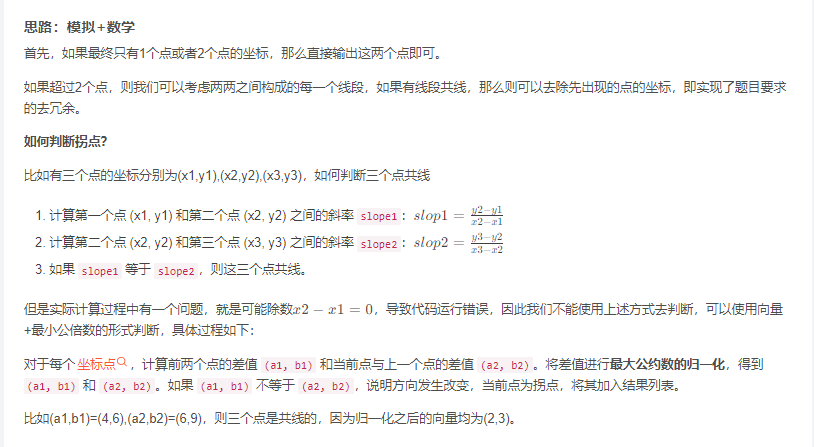 思路：模拟+数学
首先，如果最终只有1个点或者2个点的坐标，那么直接输出这两个点即可。
如果超过2个点，则我们可以考虑两两之间构成的每一个线段，如果有线段共线，那么则可以去除先出现的点的坐标，即实现了题目要求
的去冗余。
如何判断拐点?
比如有三个点的坐标分别为(x1,y1),(x2,y2),(x3,y3)，如何判断三个点共线
1. 计算第一个点 (x1, y1) 和第二个点 (x2, y2) 之间的斜率 slope1：slop1 = \frac{y2-y1}{x2-x1}
2. 计算第二个点 (x2, y2) 和第三个点 (x3, y3) 之间的斜率 slope2：slop2 = \frac{y3-y2}{x3-x2}
3. 如果 slope1 等于 slope2，则这三个点共线。
但是实际计算过程中有一个问题，就是可能除数x2 − x1 = 0，导致代码运行错误，因此我们不能使用上述方式去判断，可以使用向量
+最小公倍数的形式判断，具体过程如下：
对于每个坐标点，计算前两个点的差值 (a1, b1) 和当前点与上一个点的差值 (a2, b2)。将差值进行最大公约数的归一化，得到
(a1, b1) 和 (a2, b2)。如果 (a1, b1) 不等于 (a2, b2)，说明方向发生改变，当前点为拐点，将其加入结果列表。
比如(a1,b1)=(4,6),(a2,b2)=(6,9)，则三个点是共线的，因为归一化之后的向量均为(2,3)。